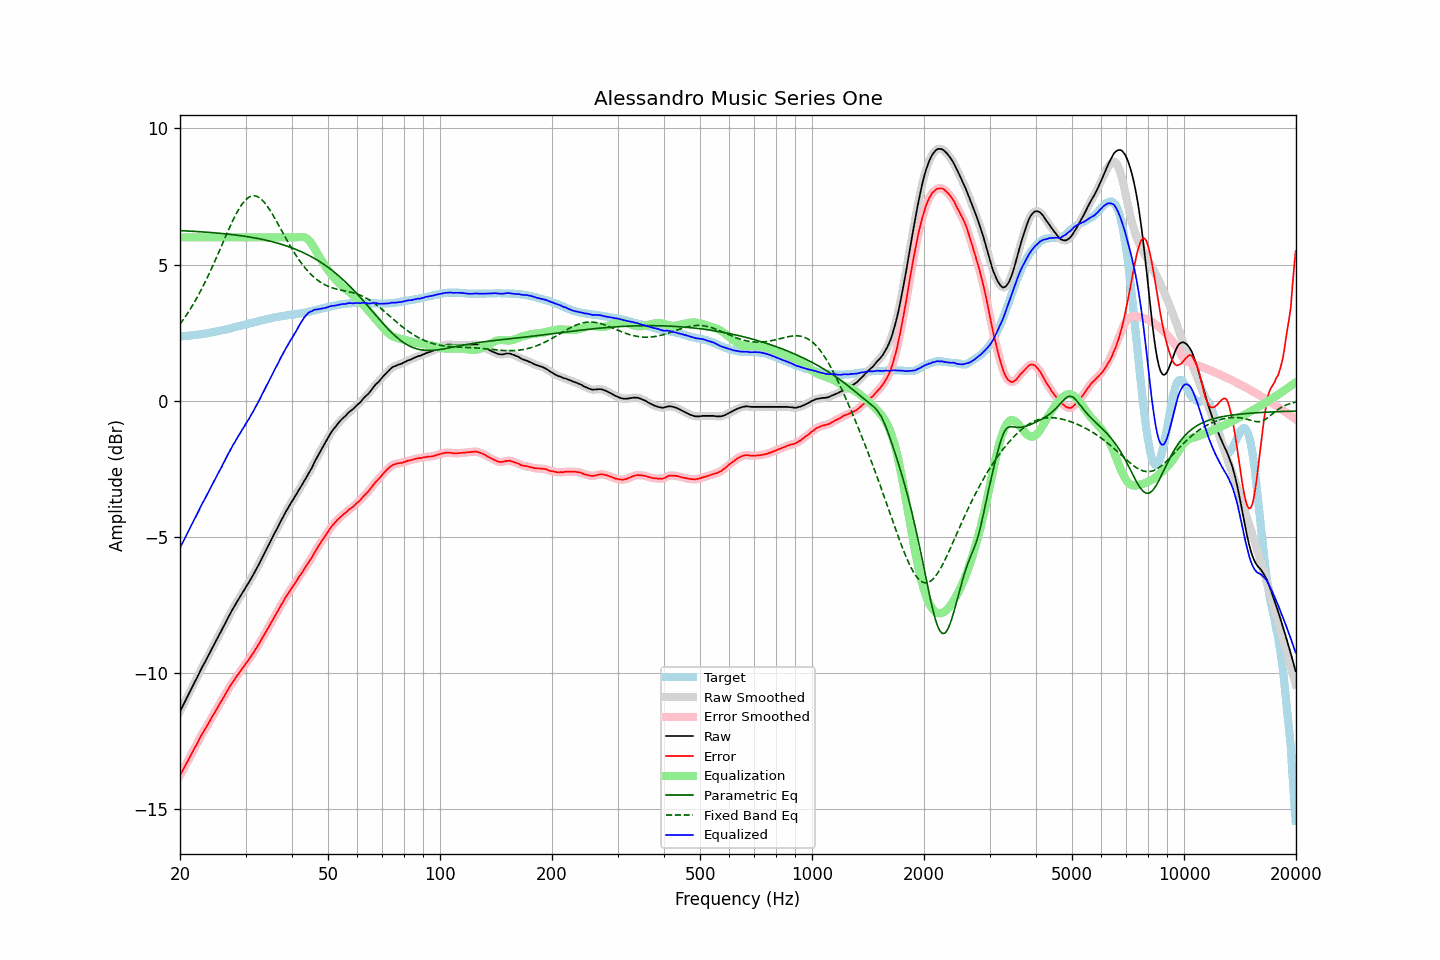 Alessandro Music Series One
10
5
0
−5
−10
−15
Amplitude (dBr)
Target
Raw Smoothed
Error Smoothed
Raw
Error
Equalization
Parametric Eq
Fixed Band Eq
Equalized
20 50 100 200 500 1000 2000 5000 10000 20000
Frequency (Hz)